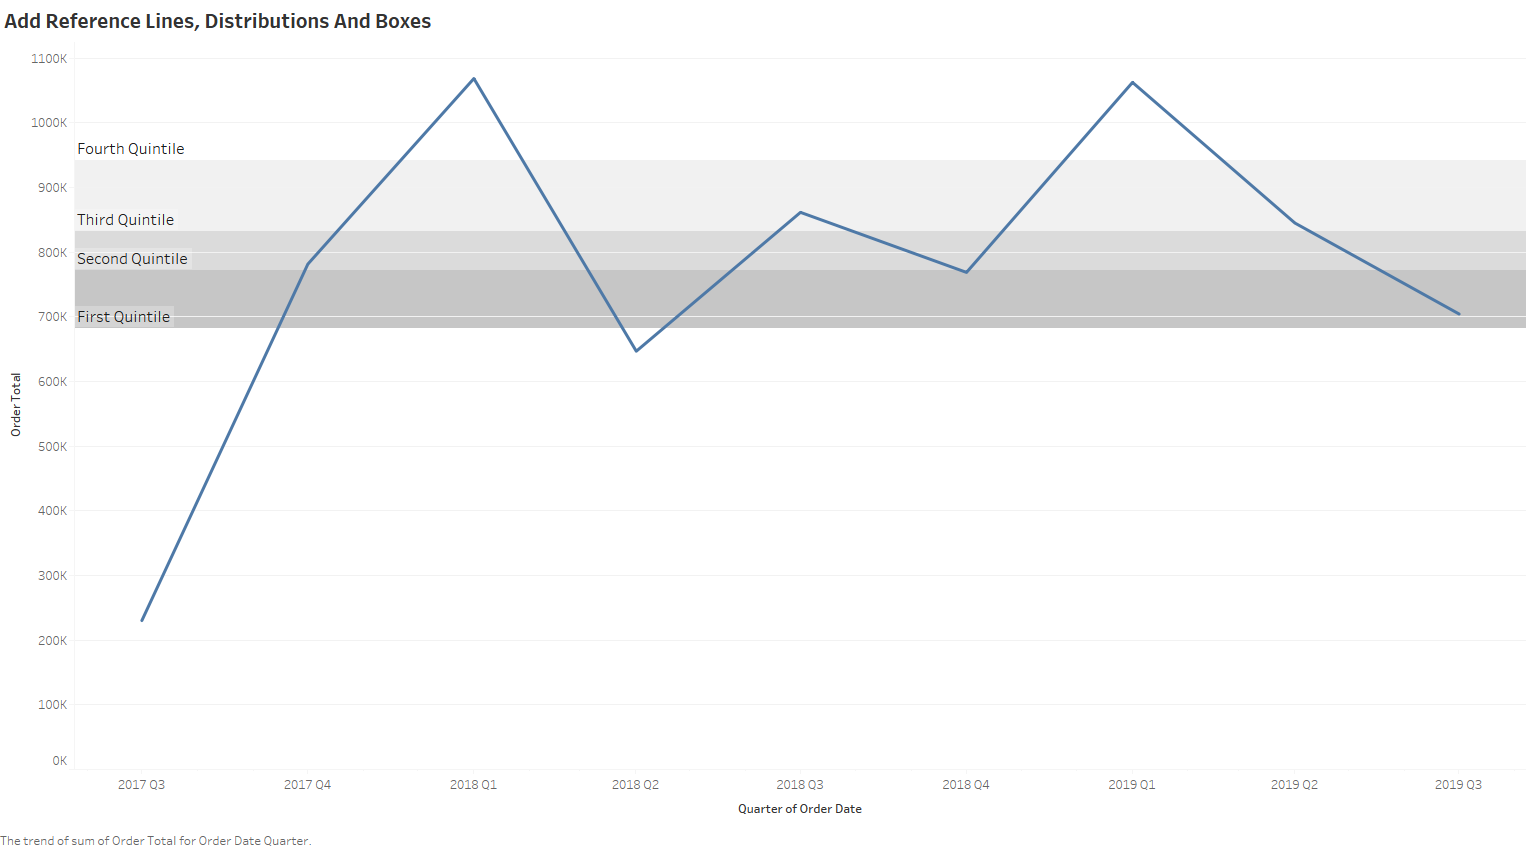 Add Reference Lines, Distributions And Boxes
1100K
1000K
Fourth Quintile
900K
Third Quintile
800K
Second Quintile
700K
First Quintile
600K
500K
400K
300K
200K
100K
0K
Order Total
2017 Q3 2017 Q4 2018 Q1 2018 Q2 2018 Q3 2018 Q4 2019 Q1 2019 Q2 2019 Q3
Quarter of Order Date
The trend of sum of Order Total for Order Date Quarter.